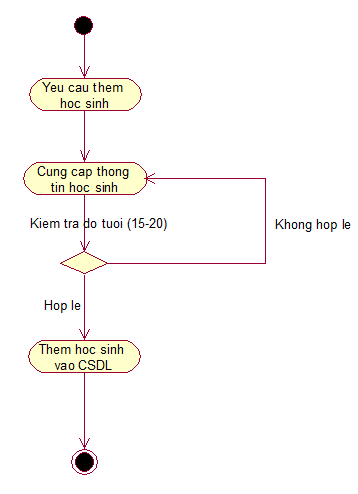 Yeu cau them
hoc sinh
Cung cap thong
tin hoc sinh
Kiem tra do tuoi (15-20)
Khong hop le
Hop le
Them hoc sinh
vao CSDL